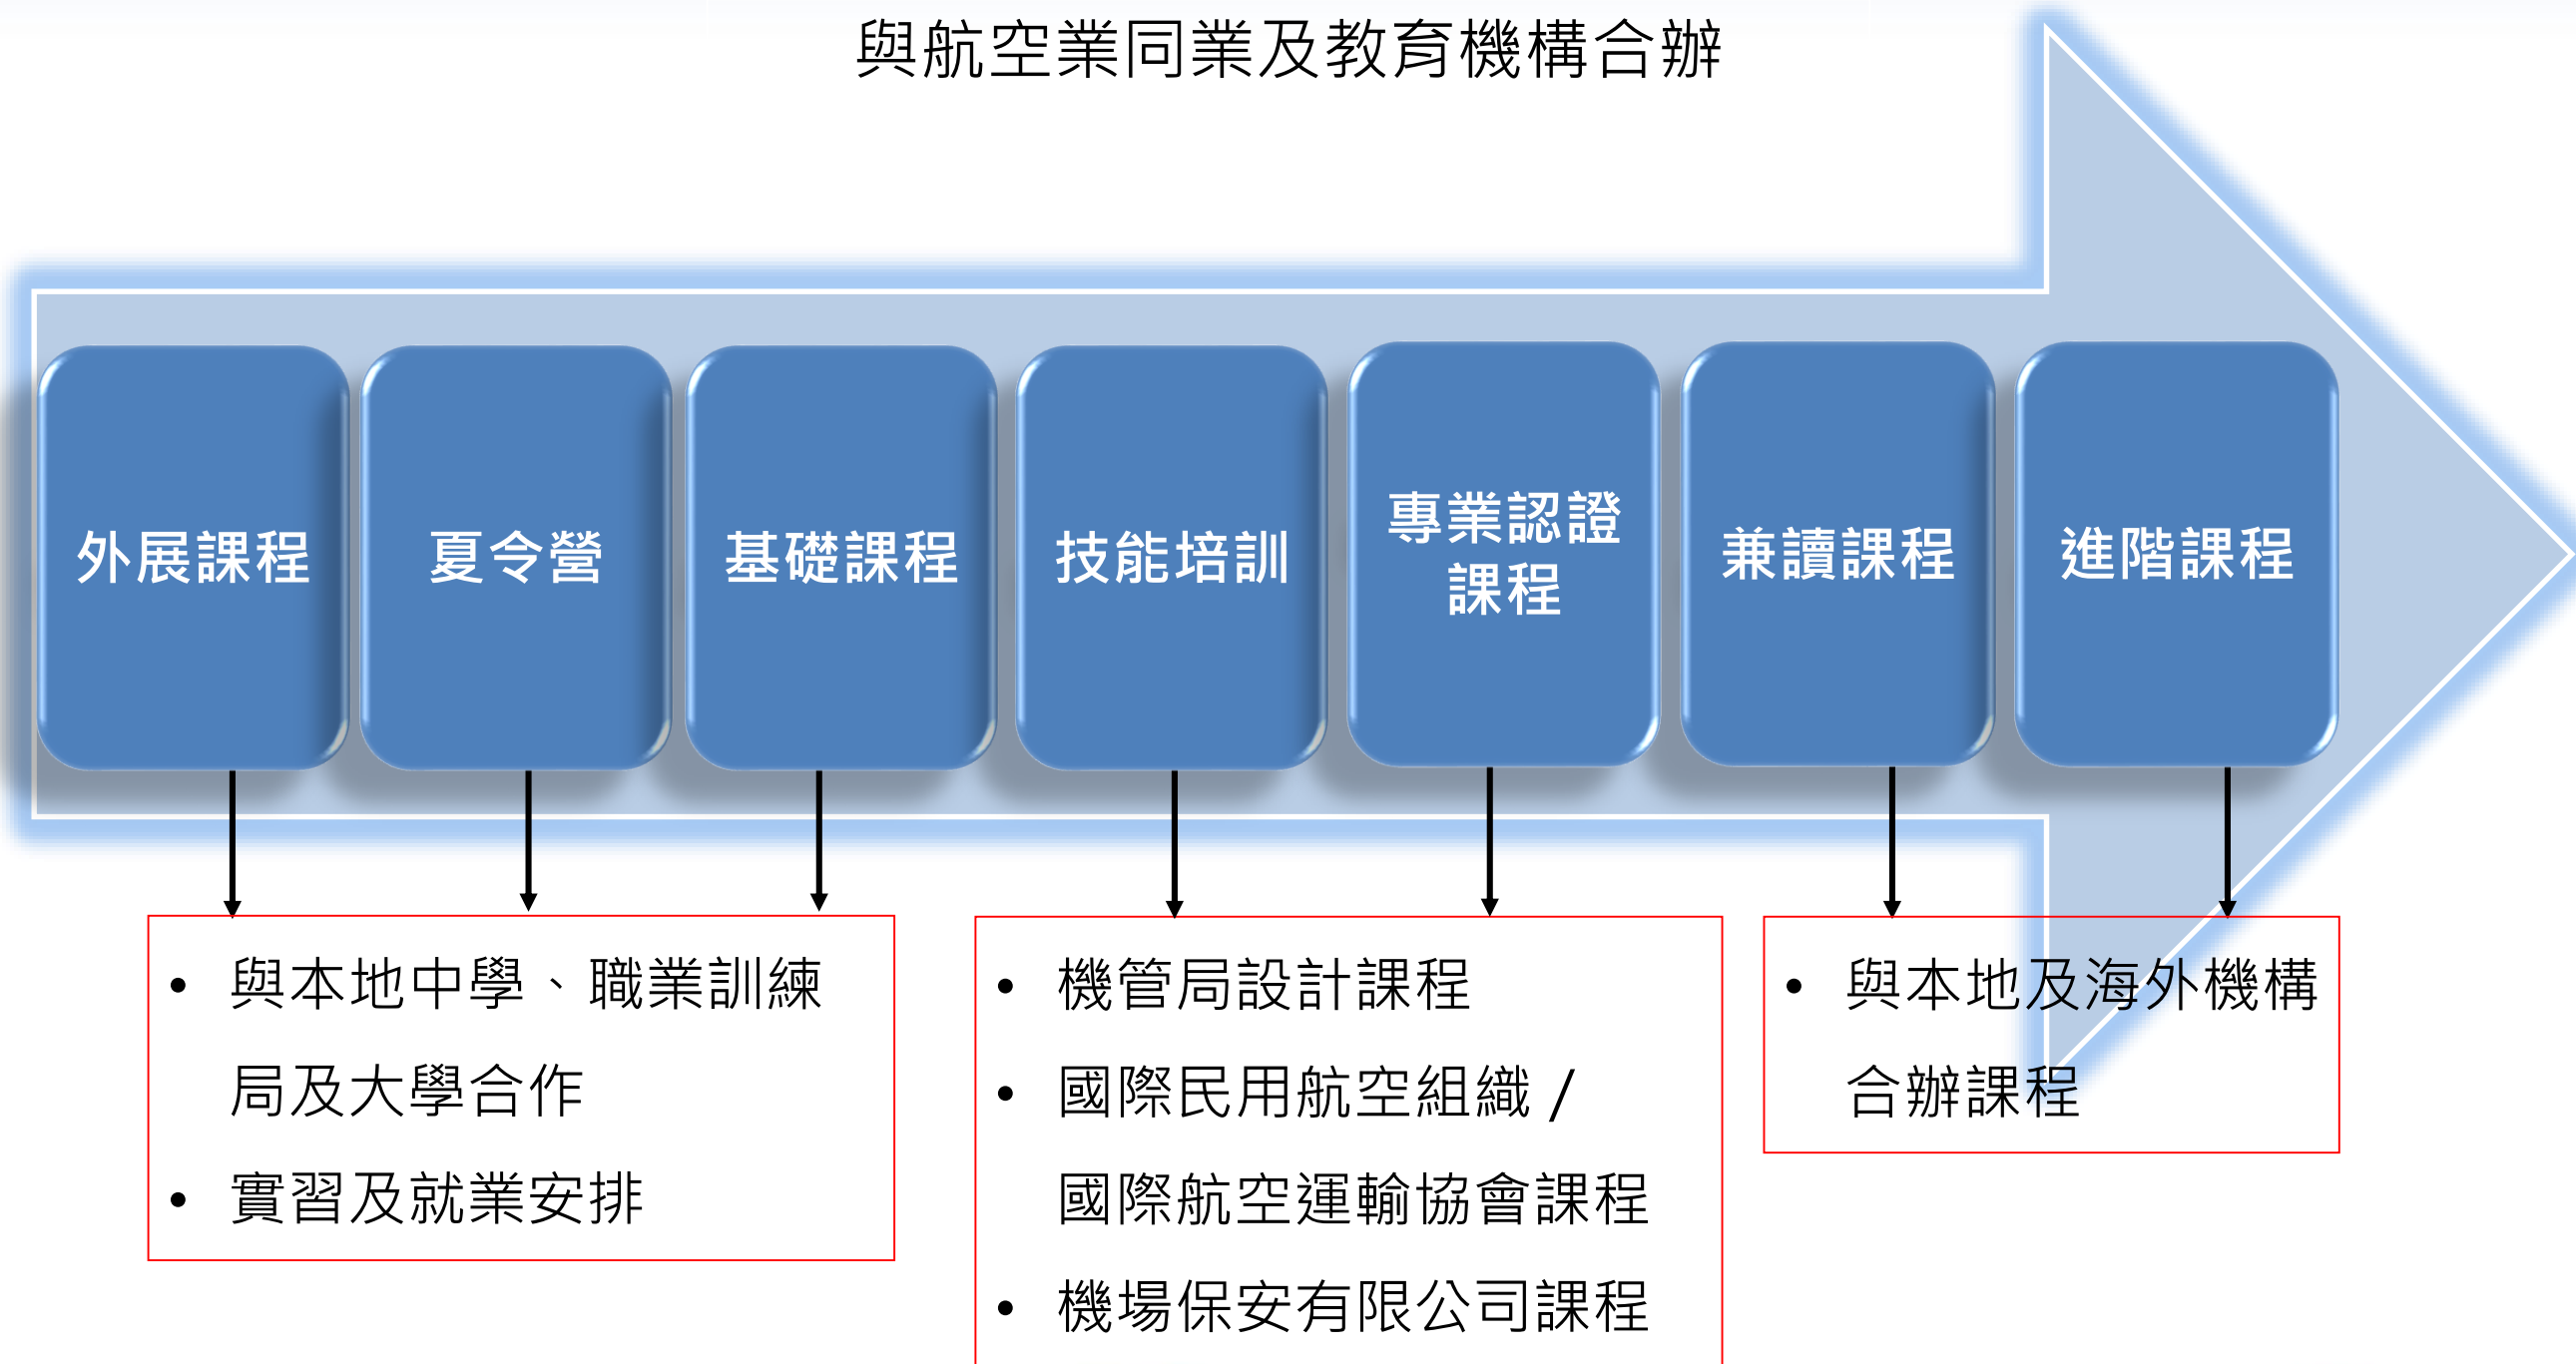 與航空業同業及教育機構合辦
外展課程
夏令營
基礎課程
技能培訓
專業認證
課程
兼讀課程
進階課程
• 與本地中學、職業訓練
局及大學合作
• 實習及就業安排
• 機管局設計課程
• 國際民用航空組織 /
國際航空運輸協會課程
• 機場保安有限公司課程
• 與本地及海外機構
合辦課程